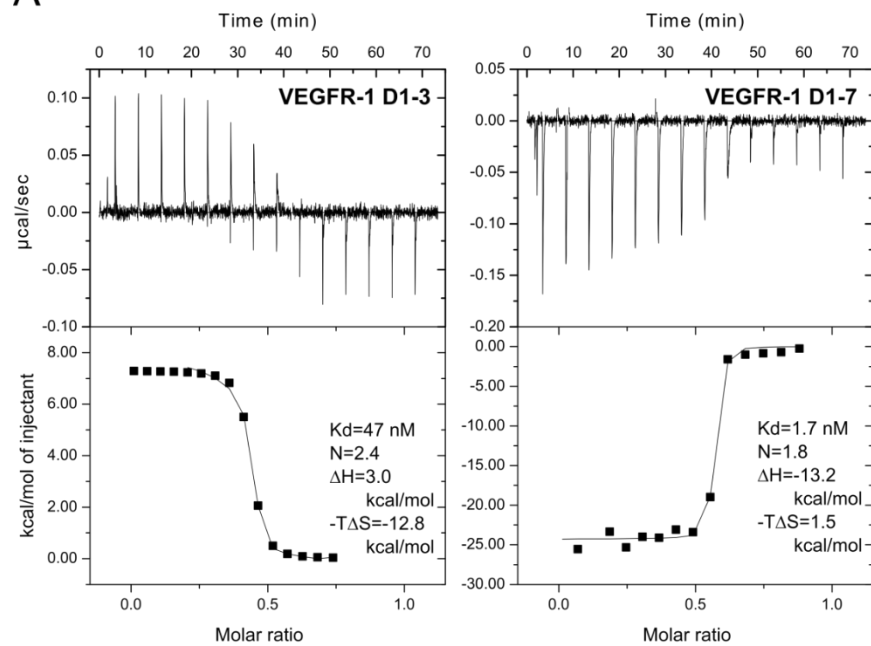 A
Time (min)
0 10 20 30 40 50 60 70
VEGFR-1 D1-3
0.10
0.05
0.00
-0.05
-0.10
µcal/sec
8.00
6.00
4.00
2.00
0.00
kcal/mol of injectant
Kd=47 nM
N=2.4
ΔH=3.0
kcal/mol
-TΔS=-12.8
kcal/mol
0.0 0.5 1.0
Molar ratio
Time (min)
0 10 20 30 40 50 60 70
VEGFR-1 D1-7
0.05
0.00
-0.05
-0.10
-0.15
-0.20
0.00
-5.00
-10.00
-15.00
-20.00
-25.00
-30.00
Kd=1.7 nM
N=1.8
ΔH=-13.2
kcal/mol
-TΔS=1.5
kcal/mol
0.0 0.5 1.0
Molar ratio